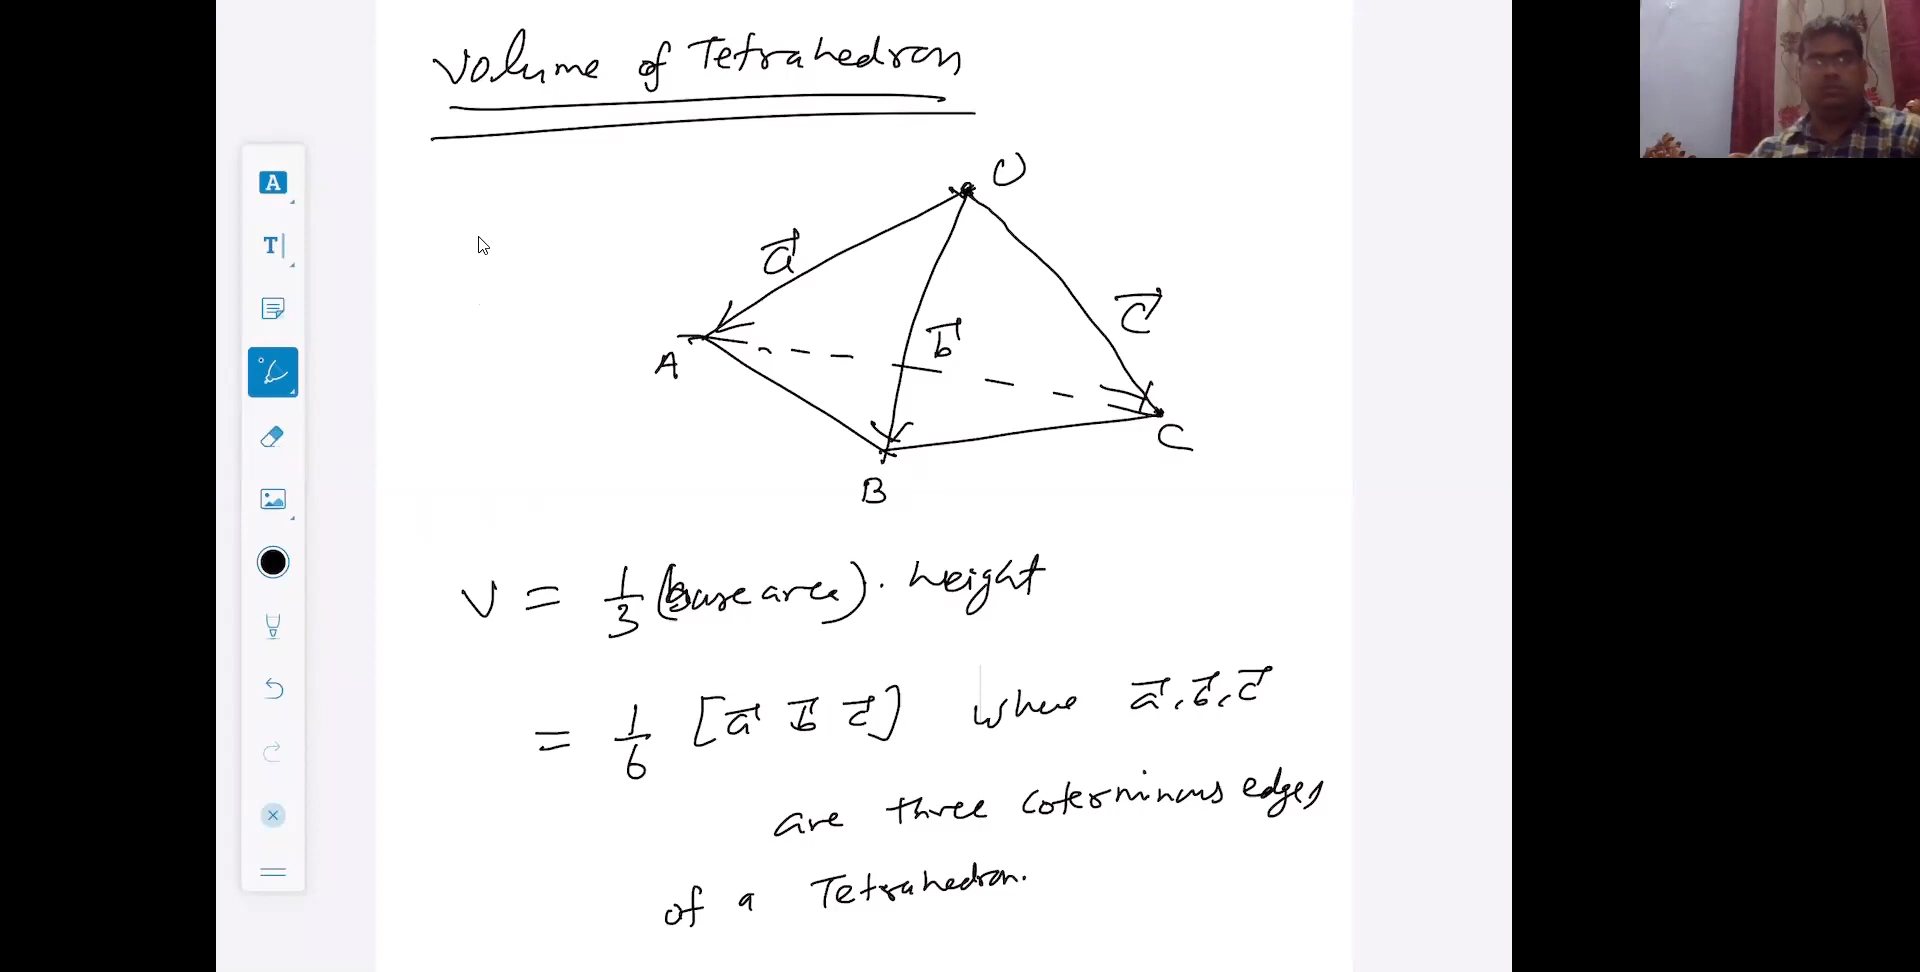 Volume of Tetrahedron
O
a⃗
c⃗
b⃗
A
C
B
V = 1/3 (base area) . height
= 1/6 [a⃗ b⃗ c⃗] where a⃗, b⃗, c⃗
are three coterminous edges
of a Tetrahedron.
A
T